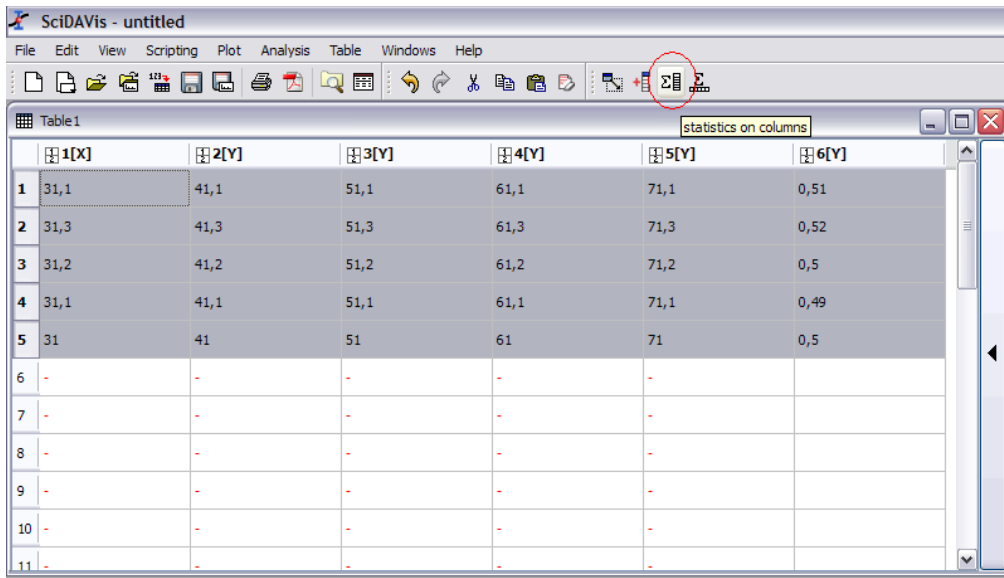 SciDAVis - untitled
File Edit View Scripting Plot Analysis Table Windows Help
Table1
statistics on columns
1[X] 2[Y] 3[Y] 4[Y] 5[Y] 6[Y]
1 31,1 41,1 51,1 61,1 71,1 0,51
2 31,3 41,3 51,3 61,3 71,3 0,52
3 31,2 41,2 51,2 61,2 71,2 0,5
4 31,1 41,1 51,1 61,1 71,1 0,49
5 31 41 51 61 71 0,5
6 - - - - -
7 - - - - -
8 - - - - -
9 - - - - -
10 - - - - -
11 - - - - -